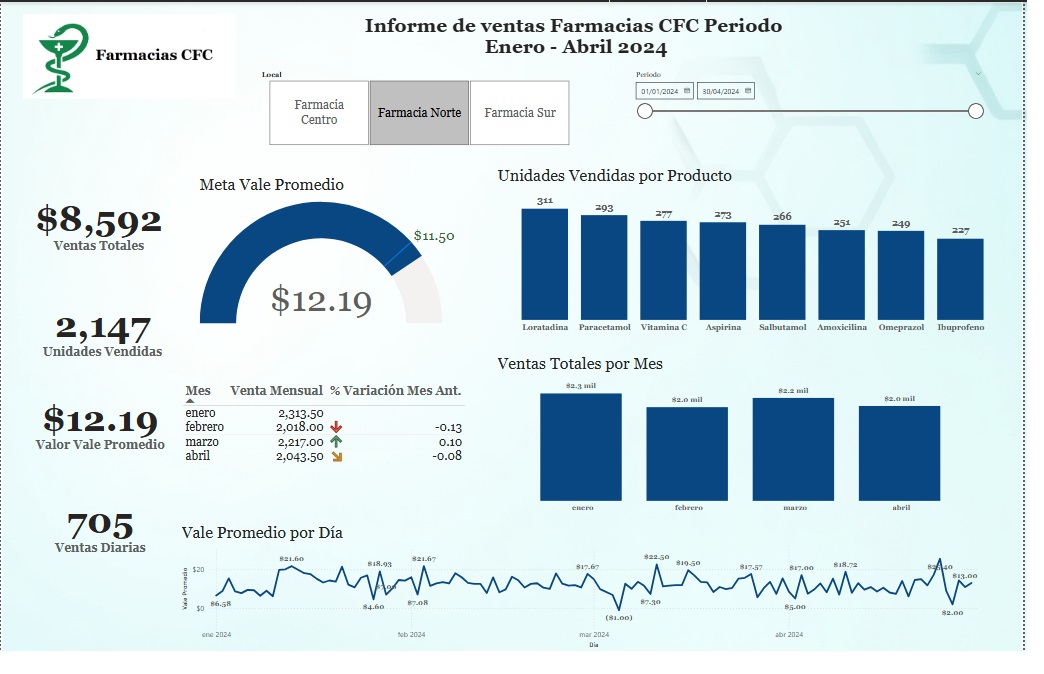 Farmacias CFC
Informe de ventas Farmacias CFC Periodo
Enero - Abril 2024
Local
Farmacia
Centro
Farmacia Norte
Farmacia Sur
Periodo
01/01/2024
30/04/2024
$8,592
Ventas Totales
2,147
Unidades Vendidas
$12.19
Valor Vale Promedio
705
Ventas Diarias
Meta Vale Promedio
$11.50
$12.19
Unidades Vendidas por Producto
311 293 277 273 266 251 249 227
Loratadina Paracetamol Vitamina C Aspirina Salbutamol Amoxicilina Omeprazol Ibuprofeno
Mes Venta Mensual % Variación Mes Ant.
enero 2,313.50
febrero 2,018.00 -0.13
marzo 2,217.00 0.10
abril 2,043.50 -0.08
Ventas Totales por Mes
$2.3 mil $2.0 mil $2.2 mil $2.0 mil
enero febrero marzo abril
Vale Promedio por Día
Vale Promedio
$20
$0
$6.58
$21.60
$18.93
$4.60
$21.67
$7.08
$17.67
($1.00)
$22.50
$7.30
$19.50
$17.57
$17.00
$5.00
$18.72
$2.00
$13.00
ene 2024 feb 2024 mar 2024 abr 2024
Día